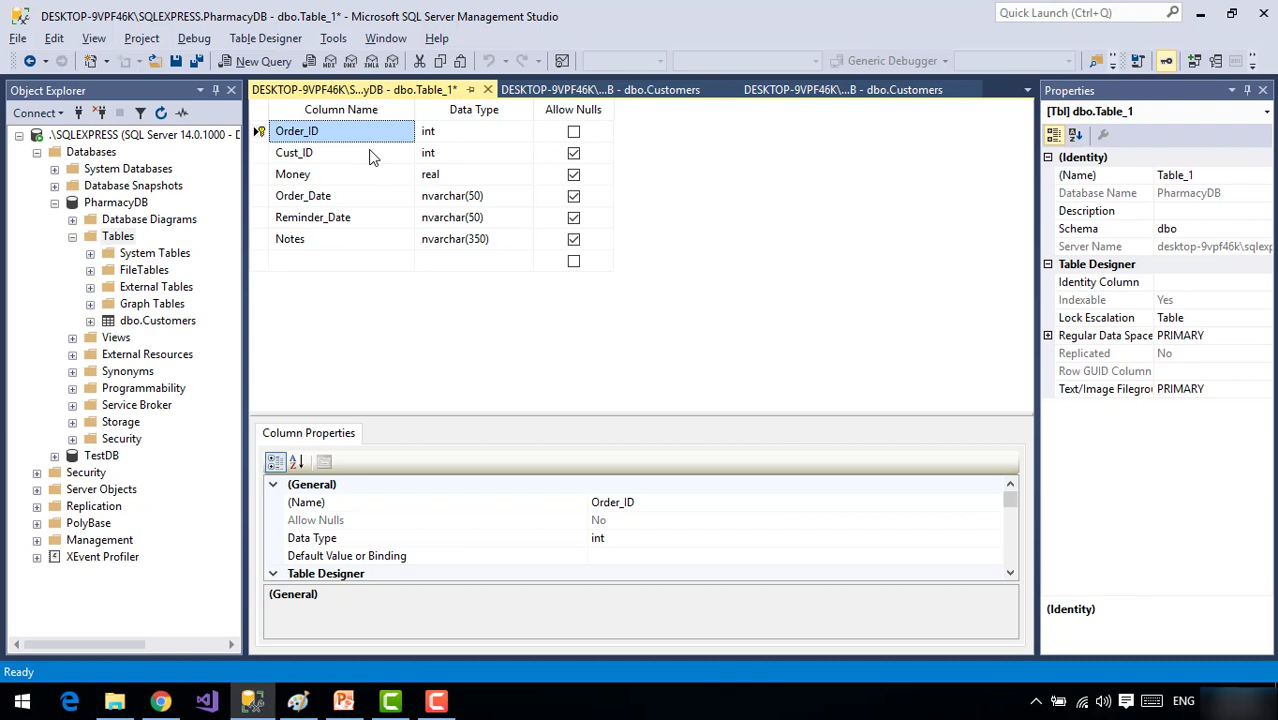 DESKTOP-9VPF46K\SQLEXPRESS.PharmacyDB - dbo.Table_1* - Microsoft SQL Server Management Studio
Quick Launch (Ctrl+Q)
File Edit View Project Debug Table Designer Tools Window Help
New Query MDX DMX XMLA DAX Generic Debugger
Object Explorer
DESKTOP-9VPF46K\S...yDB - dbo.Table_1*
DESKTOP-9VPF46K\...B - dbo.Customers
DESKTOP-9VPF46K\...B - dbo.Customers
Properties
Connect
.\SQLEXPRESS (SQL Server 14.0.1000 - D
Databases
System Databases
Database Snapshots
PharmacyDB
Database Diagrams
Tables
System Tables
FileTables
External Tables
Graph Tables
dbo.Customers
Views
External Resources
Synonyms
Programmability
Service Broker
Storage
Security
TestDB
Security
Server Objects
Replication
PolyBase
Management
XEvent Profiler
Column Name Data Type Allow Nulls
Order_ID int
Cust_ID int
Money real
Order_Date nvarchar(50)
Reminder_Date nvarchar(50)
Notes nvarchar(350)
Column Properties
(General)
(Name) Order_ID
Allow Nulls No
Data Type int
Default Value or Binding
Table Designer
(General)
[Tbl] dbo.Table_1
(Identity)
(Name) Table_1
Database Name PharmacyDB
Description
Schema dbo
Server Name desktop-9vpf46k\sqlexpres
Table Designer
Identity Column
Indexable Yes
Lock Escalation Table
Regular Data Space PRIMARY
Replicated No
Row GUID Column
Text/Image Filegro PRIMARY
(Identity)
Ready
ENG